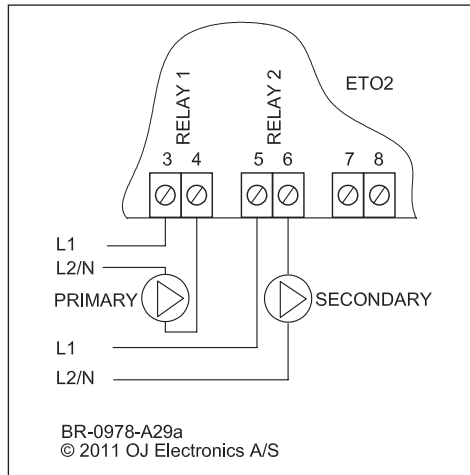 RELAY 1
RELAY 2
ETO2
3 4 5 6 7 8
L1
L2/N
PRIMARY
SECONDARY
L1
L2/N
BR-0978-A29a
© 2011 OJ Electronics A/S